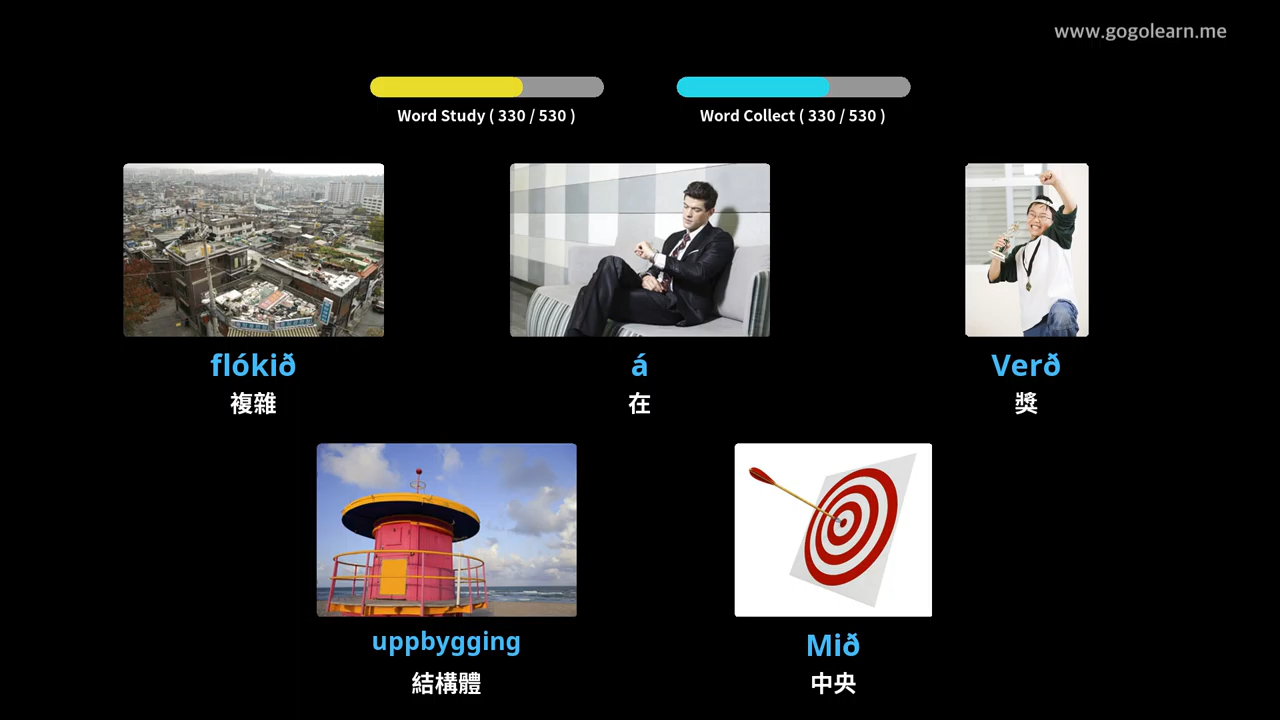 www.gogolearn.me
Word Study ( 330 / 530 )
Word Collect ( 330 / 530 )
flókið
á
Verð
複雜
在
獎
uppbygging
Mið
結構體
中央